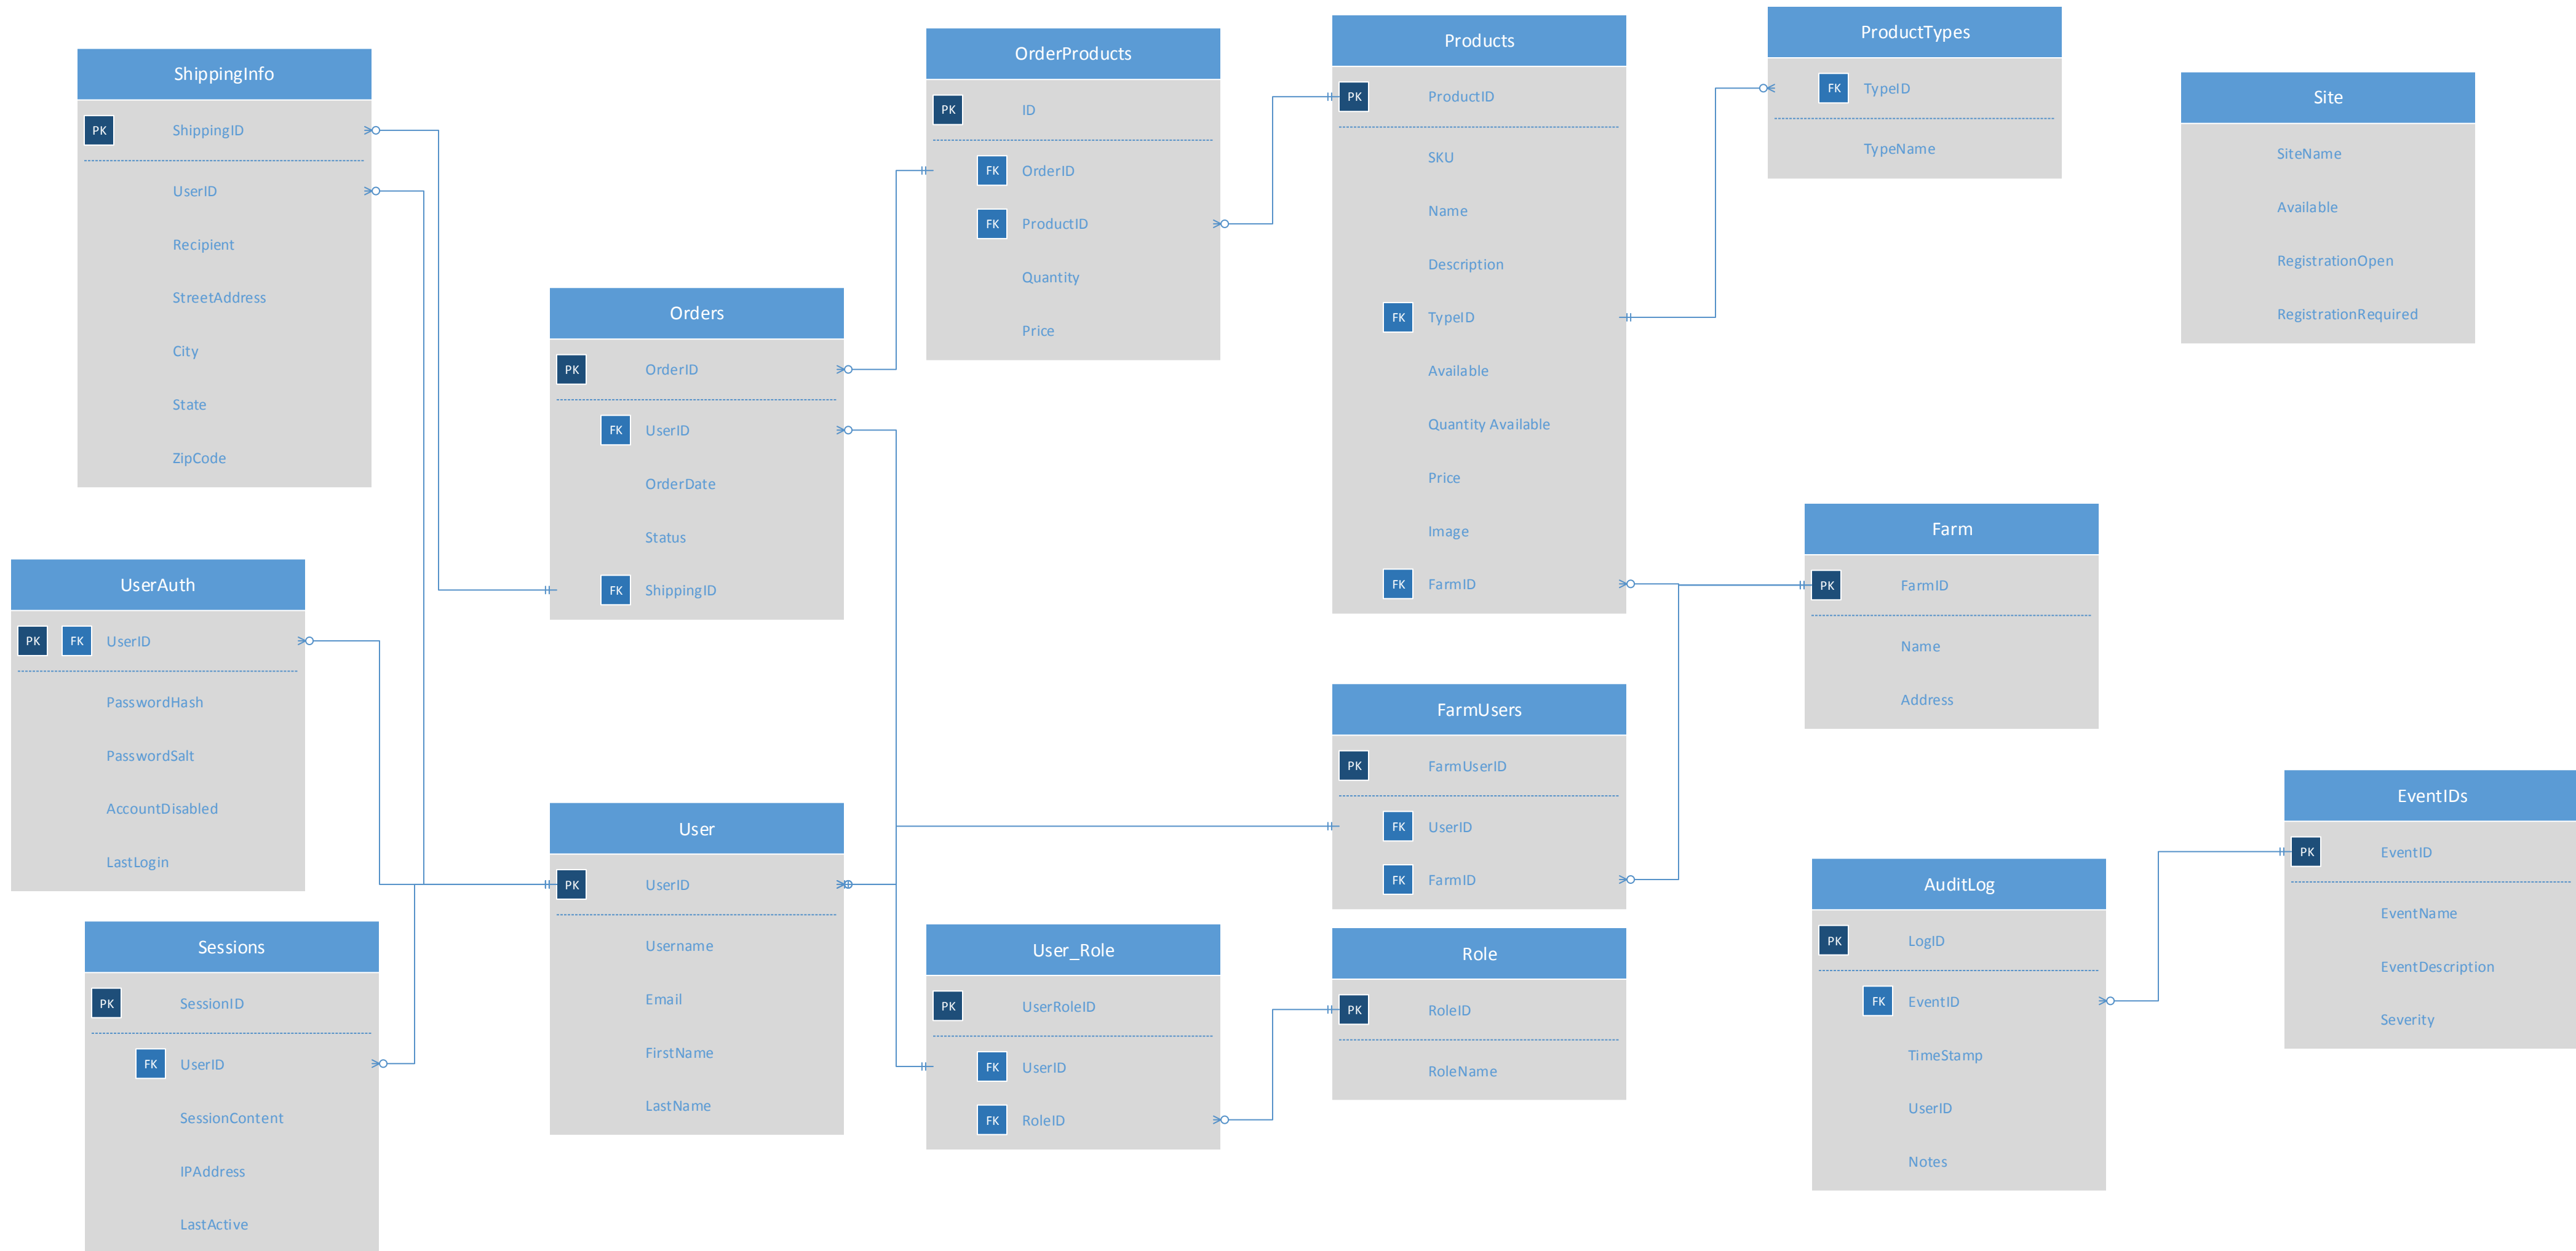 ShippingInfo
PK ShippingID
UserID
Recipient
StreetAddress
City
State
ZipCode
UserAuth
PK FK UserID
PasswordHash
PasswordSalt
AccountDisabled
LastLogin
Sessions
PK SessionID
FK UserID
SessionContent
IPAddress
LastActive
Orders
PK OrderID
FK UserID
OrderDate
Status
FK ShippingID
User
PK UserID
Username
Email
FirstName
LastName
OrderProducts
PK ID
FK OrderID
FK ProductID
Quantity
Price
User_Role
PK UserRoleID
FK UserID
FK RoleID
Products
PK ProductID
SKU
Name
Description
FK TypeID
Available
Quantity Available
Price
Image
FK FarmID
FarmUsers
PK FarmUserID
FK UserID
FK FarmID
Role
PK RoleID
RoleName
ProductTypes
FK TypeID
TypeName
Farm
PK FarmID
Name
Address
AuditLog
PK LogID
FK EventID
TimeStamp
UserID
Notes
Site
SiteName
Available
RegistrationOpen
RegistrationRequired
EventIDs
PK EventID
EventName
EventDescription
Severity